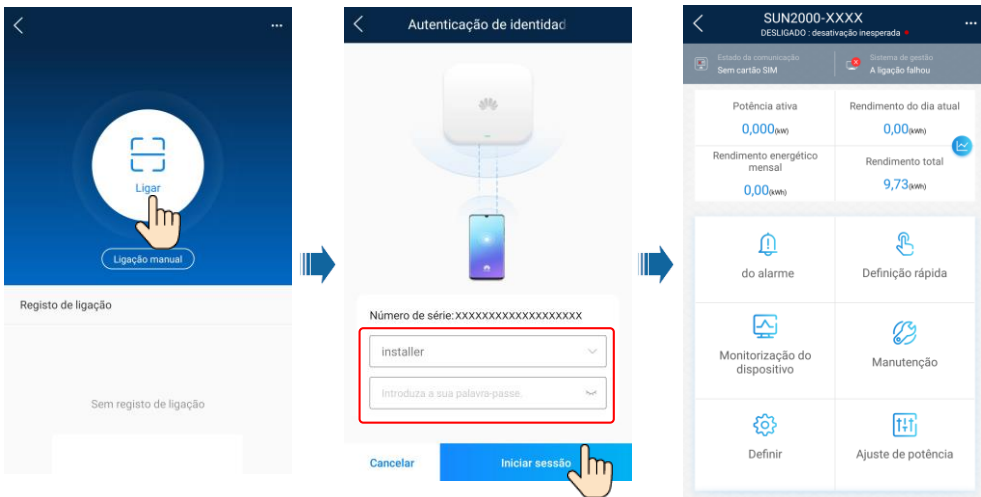 Ligar
Ligação manual
Registo de ligação
Sem registo de ligação
Autenticação de identidad
Número de série:XXXXXXXXXXXXXXXXXXX
installer
Introduza a sua palavra-passe.
Cancelar
Iniciar sessão
SUN2000-XXXX
DESLIGADO : desativação inesperada
Estado da comunicação
Sem cartão SIM
Sistema de gestão
A ligação falhou
Potência ativa
0,000(kW)
Rendimento do dia atual
0,00(kWh)
Rendimento energético
mensal
0,00(kWh)
Rendimento total
9,73(kWh)
do alarme
Definição rápida
Monitorização do
dispositivo
Manutenção
Definir
Ajuste de potência